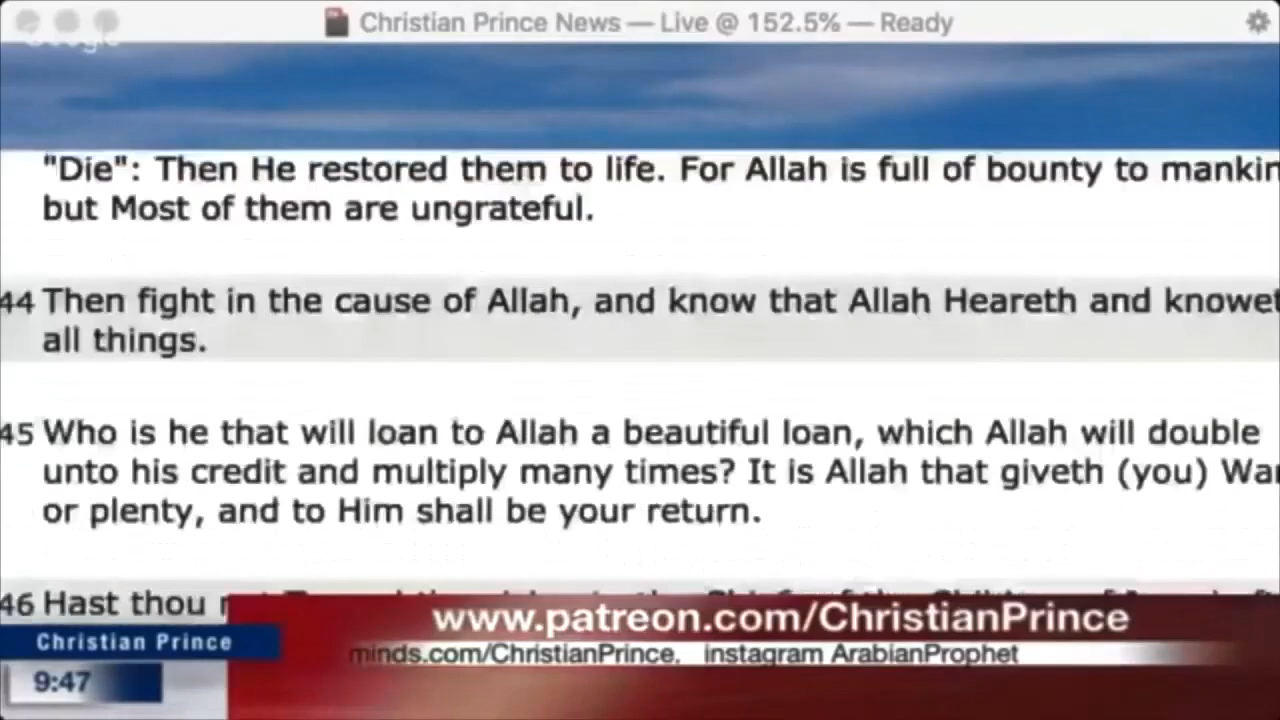 Christian Prince News — Live @ 152.5% — Ready
Google
"Die": Then He restored them to life. For Allah is full of bounty to mankin
but Most of them are ungrateful.
44 Then fight in the cause of Allah, and know that Allah Heareth and knowet
all things.
45 Who is he that will loan to Allah a beautiful loan, which Allah will double
unto his credit and multiply many times? It is Allah that giveth (you) Wa
or plenty, and to Him shall be your return.
46 Hast thou
www.patreon.com/ChristianPrince
Christian Prince
minds.com/ChristianPrince, instagram ArabianProphet
9:47